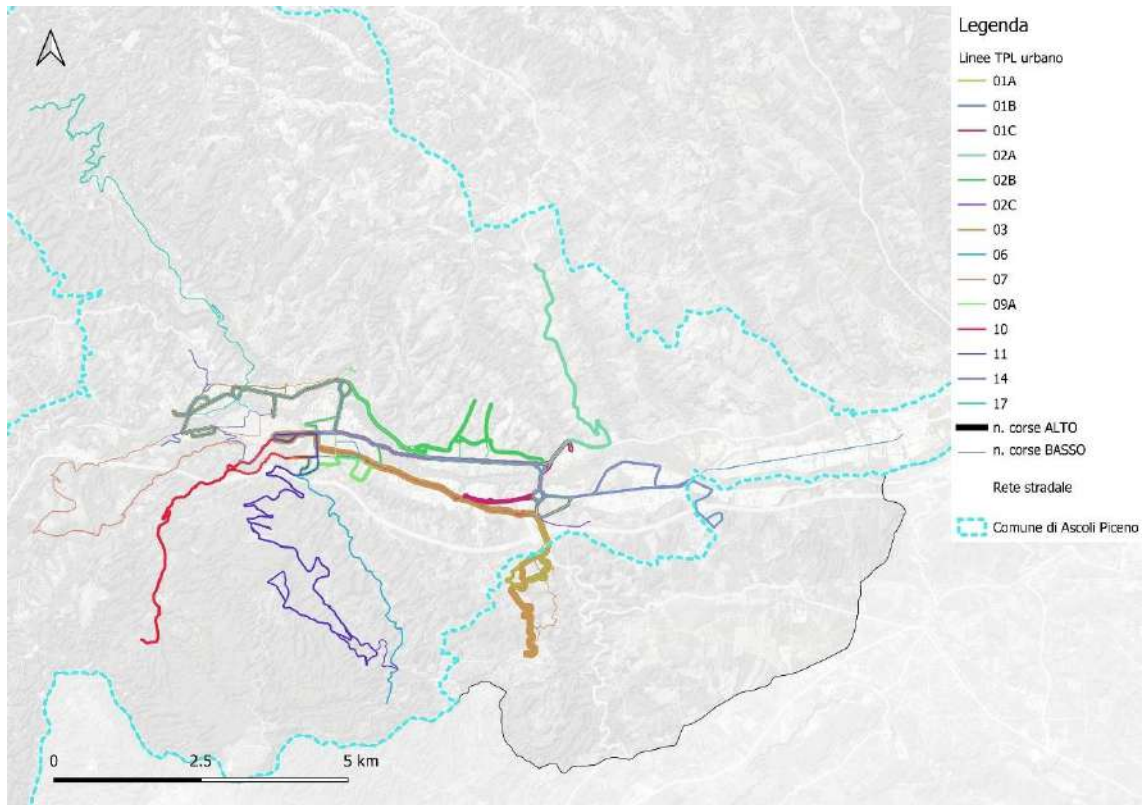 Legenda
Linee TPL urbano
01A
01B
01C
02A
02B
02C
03
06
07
09A
10
11
14
17
n. corse ALTO
n. corse BASSO
Rete stradale
Comune di Ascoli Piceno
0 2.5 5 km